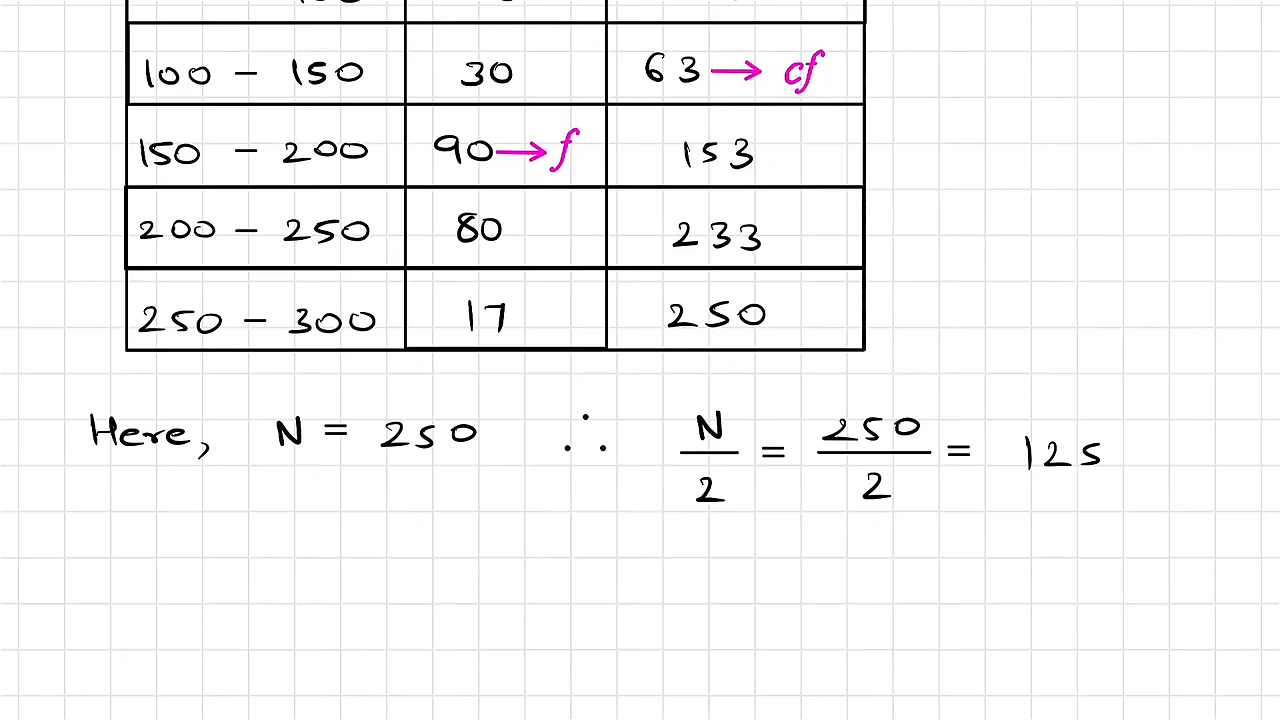 100 - 150 30 63 → cf
150 - 200 90 → f 153
200 - 250 80 233
250 - 300 17 250
Here, N = 250 ∴ N/2 = 250/2 = 125